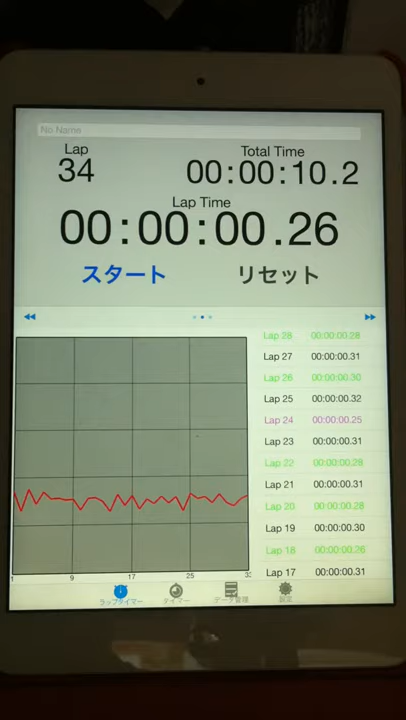 No Name
Lap Total Time
34 00:00:10.2
Lap Time
00:00:00.26
スタート リセット
Lap 28 00:00:00.28
Lap 27 00:00:00.31
Lap 26 00:00:00.30
Lap 25 00:00:00.32
Lap 24 00:00:00.25
Lap 23 00:00:00.31
Lap 22 00:00:00.28
Lap 21 00:00:00.31
Lap 20 00:00:00.28
Lap 19 00:00:00.30
Lap 18 00:00:00.26
Lap 17 00:00:00.31
1 9 17 25
ラップタイマー タイマー データ管理 設定